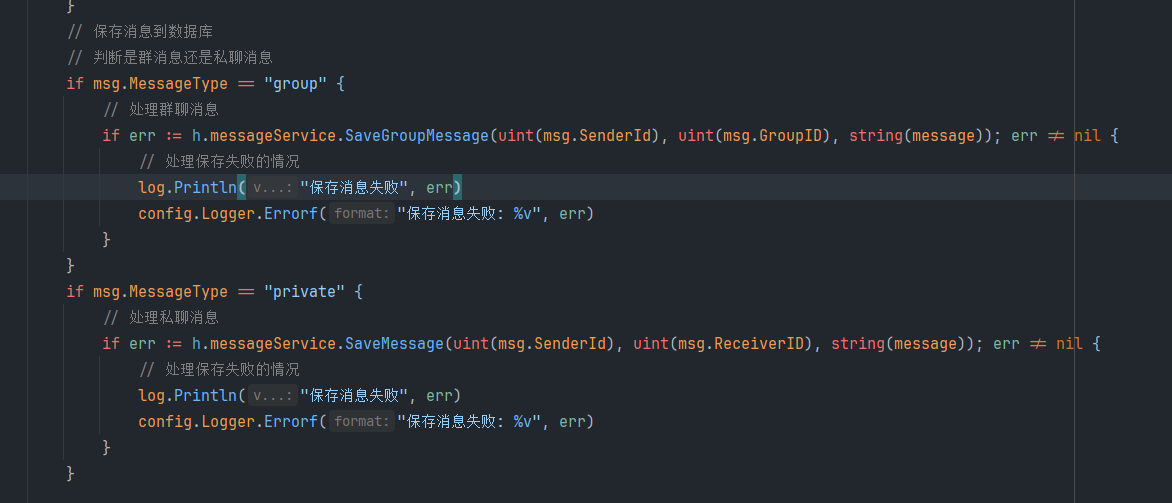 }
// 保存消息到数据库
// 判断是群消息还是私聊消息
if msg.MessageType == "group" {
// 处理群聊消息
if err := h.messageService.SaveGroupMessage(uint(msg.SenderId), uint(msg.GroupID), string(message)); err != nil {
// 处理保存失败的情况
log.Println( v...: "保存消息失败", err)
config.Logger.Errorf( format: "保存消息失败: %v", err)
}
}
if msg.MessageType == "private" {
// 处理私聊消息
if err := h.messageService.SaveMessage(uint(msg.SenderId), uint(msg.ReceiverID), string(message)); err != nil {
// 处理保存失败的情况
log.Println( v...: "保存消息失败", err)
config.Logger.Errorf( format: "保存消息失败: %v", err)
}
}